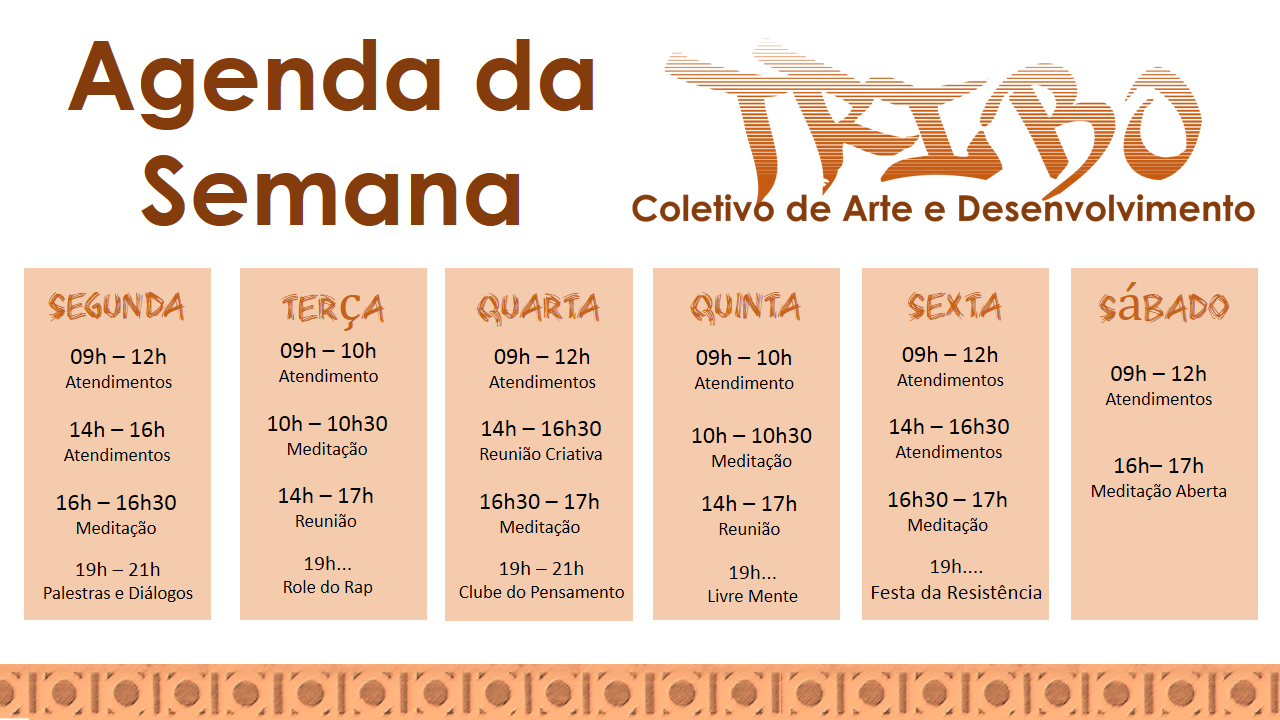 Agenda da
Semana
TRIBO
Coletivo de Arte e Desenvolvimento
SEGUNDA
09h – 12h
Atendimentos
14h – 16h
Atendimentos
16h – 16h30
Meditação
19h – 21h
Palestras e Diálogos
TERçA
09h – 10h
Atendimento
10h – 10h30
Meditação
14h – 17h
Reunião
19h...
Role do Rap
QUARTA
09h – 12h
Atendimentos
14h – 16h30
Reunião Criativa
16h30 – 17h
Meditação
19h – 21h
Clube do Pensamento
QUINTA
09h – 10h
Atendimento
10h – 10h30
Meditação
14h – 17h
Reunião
19h...
Livre Mente
SEXTA
09h – 12h
Atendimentos
14h – 16h30
Atendimentos
16h30 – 17h
Meditação
19h....
Festa da Resistência
SáBADO
09h – 12h
Atendimentos
16h– 17h
Meditação Aberta